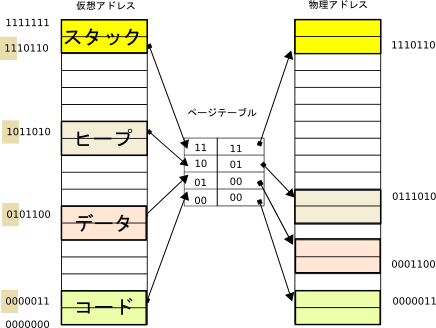 仮想アドレス
物理アドレス
1111111
スタック
1110110
1110110
ページテーブル
1011010
ヒープ
11 11
10 01
01 00
00 00
0111010
0101100
データ
0001100
0000011
コード
0000011
0000000